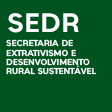 SEDR
SECRETARIA DE
EXTRATIVISMO E
DESENVOLVIMENTO
RURAL SUSTENTÁVEL